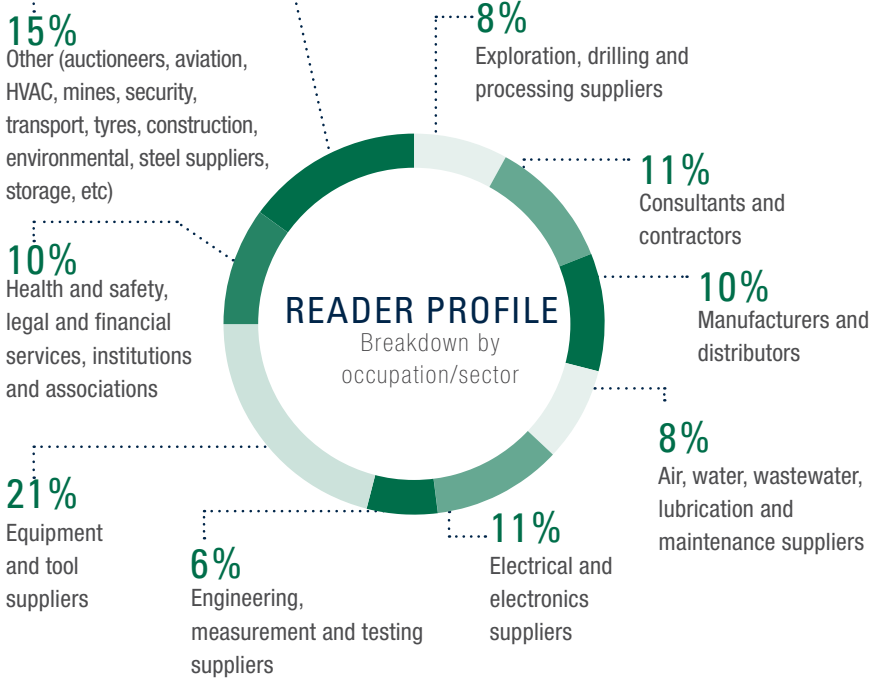 15%
Other (auctioneers, aviation,
HVAC, mines, security,
transport, tyres, construction,
environmental, steel suppliers,
storage, etc)
8%
Exploration, drilling and
processing suppliers
11%
Consultants and
contractors
10%
Manufacturers and
distributors
8%
Air, water, wastewater,
lubrication and
maintenance suppliers
11%
Electrical and
electronics
suppliers
6%
Engineering,
measurement and testing
suppliers
21%
Equipment
and tool
suppliers
10%
Health and safety,
legal and financial
services, institutions
and associations
READER PROFILE
Breakdown by
occupation/sector